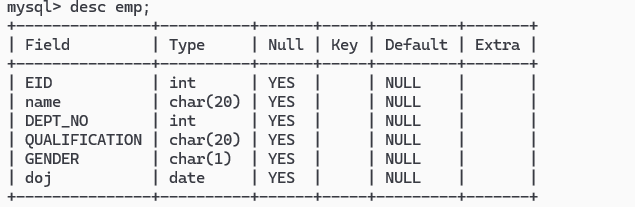 mysql> desc emp;
+---------------+----------+------+-----+---------+-------+
| Field         | Type     | Null | Key | Default | Extra |
+---------------+----------+------+-----+---------+-------+
| EID           | int      | YES  |     | NULL    |       |
| name          | char(20) | YES  |     | NULL    |       |
| DEPT_NO       | int      | YES  |     | NULL    |       |
| QUALIFICATION | char(20) | YES  |     | NULL    |       |
| GENDER        | char(1)  | YES  |     | NULL    |       |
| doj           | date     | YES  |     | NULL    |       |
+---------------+----------+------+-----+---------+-------+